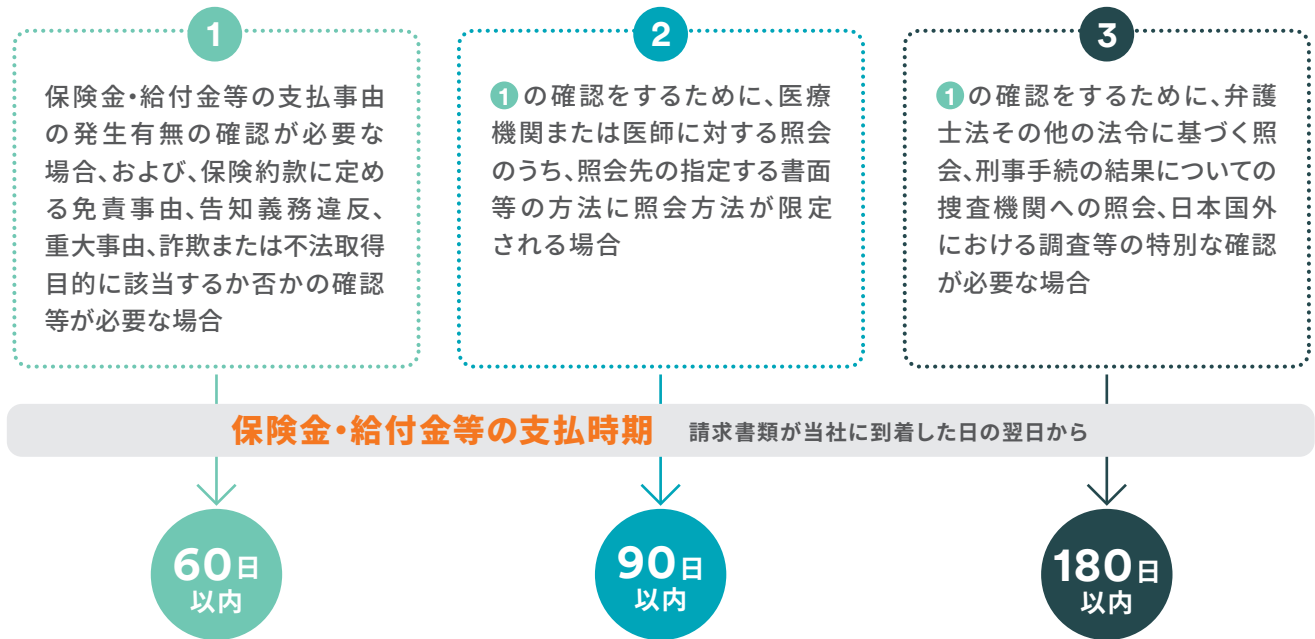 1
保険金・給付金等の支払事由
の発生有無の確認が必要な
場合、および、保険約款に定め
る免責事由、告知義務違反、
重大事由、詐欺または不法取得
目的に該当するか否かの確認
等が必要な場合
2
1の確認をするために、医療
機関または医師に対する照会
のうち、照会先の指定する書面
等の方法に照会方法が限定
される場合
3
1の確認をするために、弁護
士法その他の法令に基づく照
会、刑事手続の結果についての
捜査機関への照会、日本国外
における調査等の特別な確認
が必要な場合
保険金・給付金等の支払時期 請求書類が当社に到着した日の翌日から
60日
以内
90日
以内
180日
以内